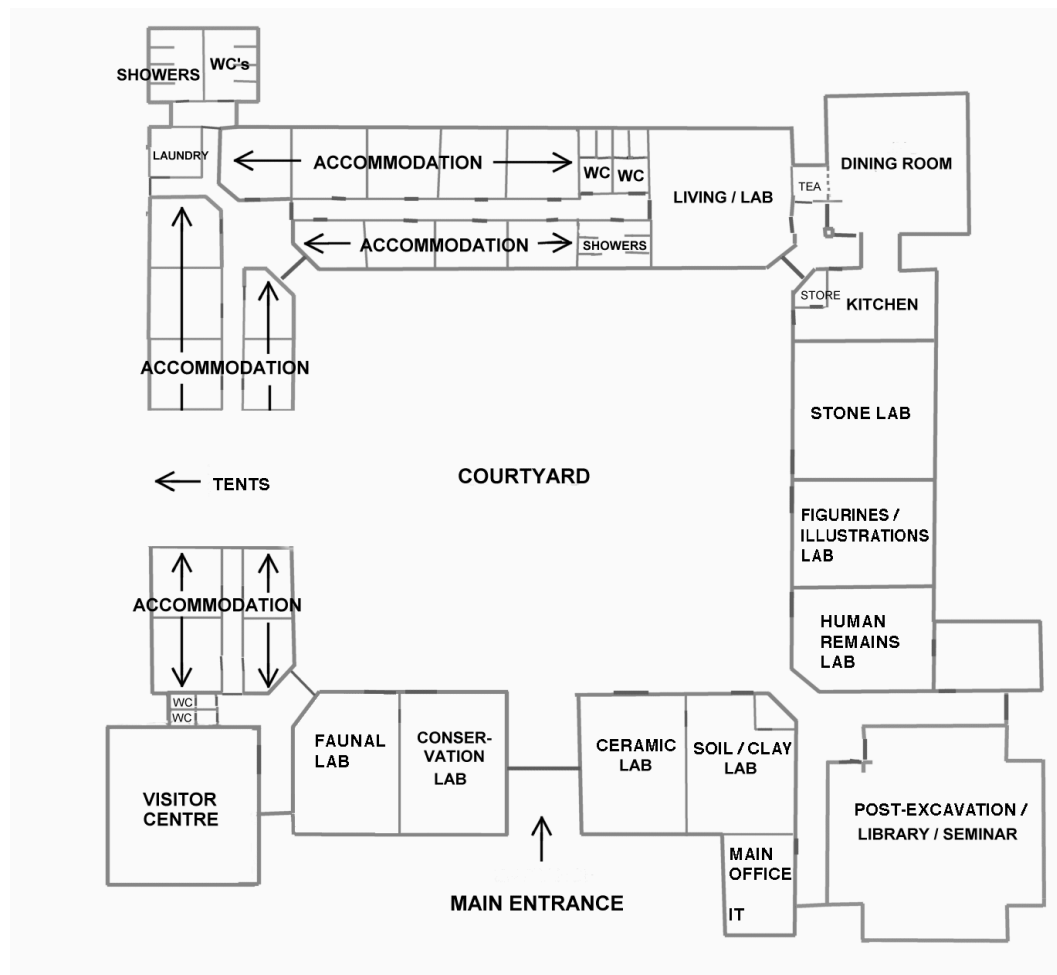 SHOWERS
WC's
LAUNDRY
ACCOMMODATION
WC
WC
LIVING / LAB
TEA
DINING ROOM
ACCOMMODATION
SHOWERS
STORE
KITCHEN
ACCOMMODATION
STONE LAB
TENTS
COURTYARD
FIGURINES /
ILLUSTRATIONS
LAB
ACCOMMODATION
HUMAN
REMAINS
LAB
WC
WC
FAUNAL
LAB
CONSER-
VATION
LAB
CERAMIC
LAB
SOIL / CLAY
LAB
VISITOR
CENTRE
POST-EXCAVATION /
LIBRARY / SEMINAR
MAIN
OFFICE
IT
MAIN ENTRANCE